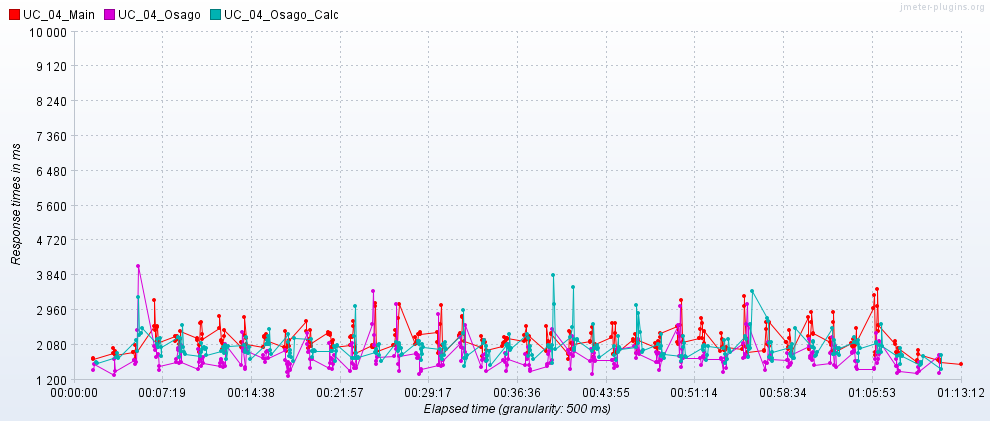 UC_04_Main UC_04_Osago UC_04_Osago_Calc
jmeter-plugins.org
10 000
9 120
8 240
7 360
6 480
5 600
4 720
3 840
2 960
2 080
1 200
Response times in ms
00:00:00 00:07:19 00:14:38 00:21:57 00:29:17 00:36:36 00:43:55 00:51:14 00:58:34 01:05:53 01:13:12
Elapsed time (granularity: 500 ms)